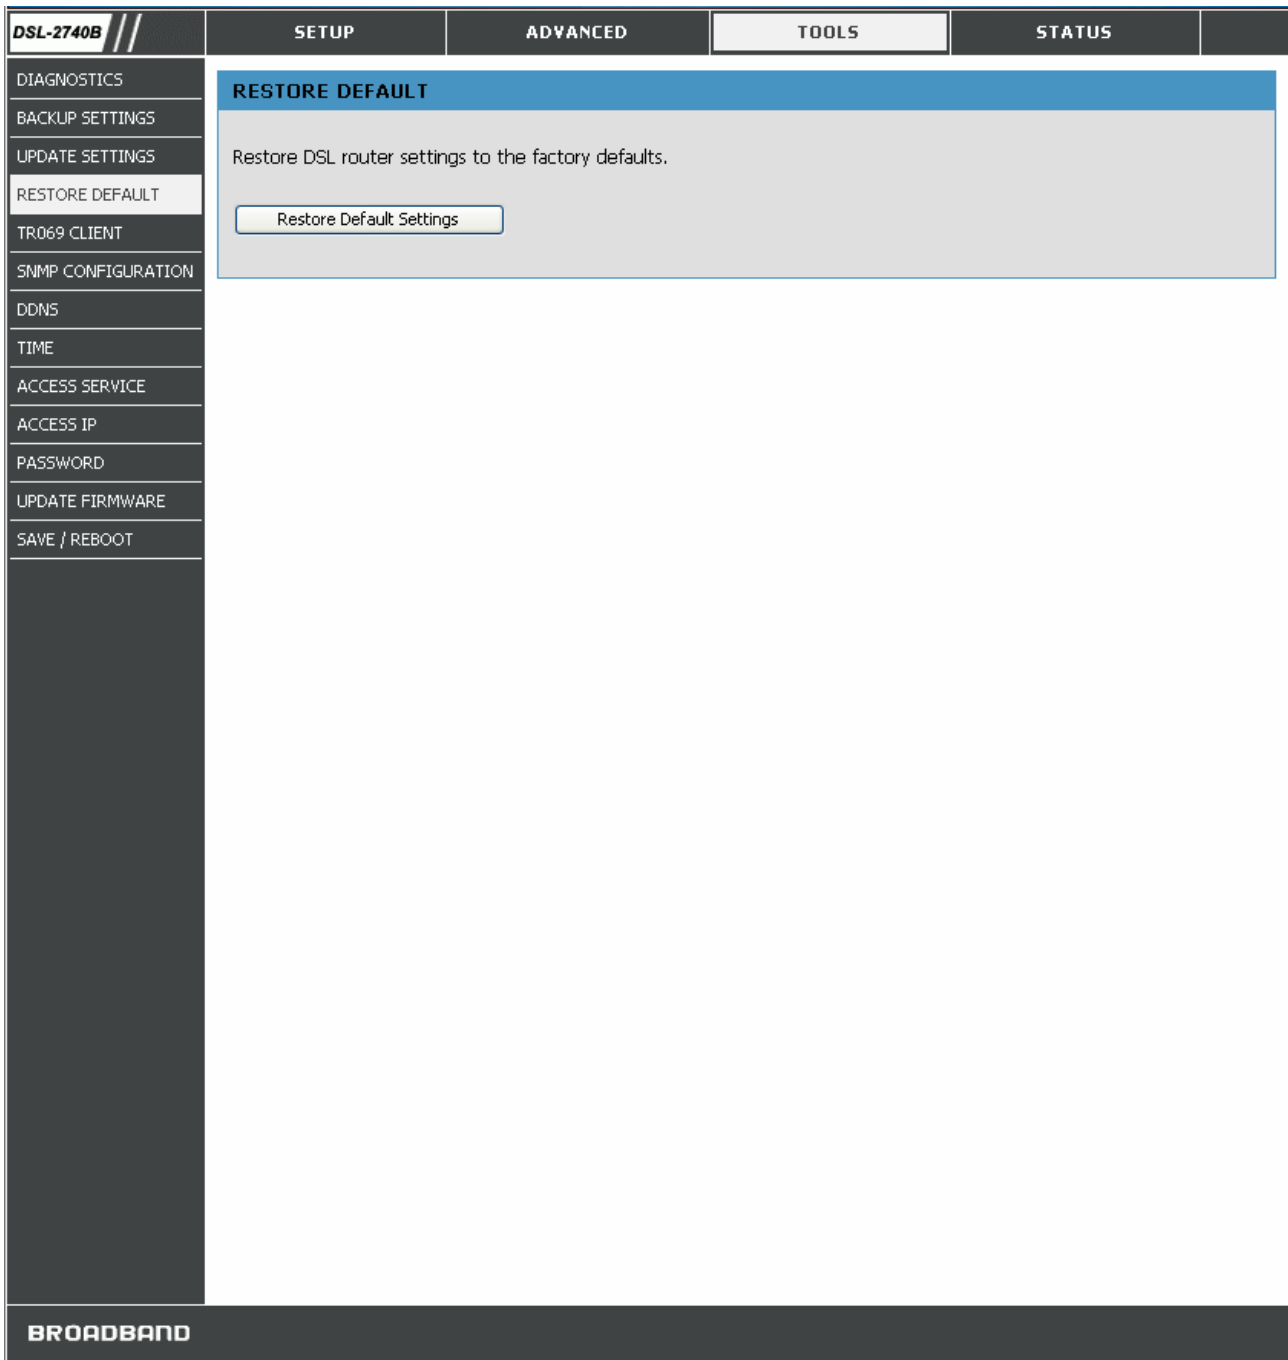 DSL-2740B
SETUP ADVANCED TOOLS STATUS
DIAGNOSTICS
BACKUP SETTINGS
UPDATE SETTINGS
RESTORE DEFAULT
TR069 CLIENT
SNMP CONFIGURATION
DDNS
TIME
ACCESS SERVICE
ACCESS IP
PASSWORD
UPDATE FIRMWARE
SAVE / REBOOT
RESTORE DEFAULT
Restore DSL router settings to the factory defaults.
Restore Default Settings
BROADBAND